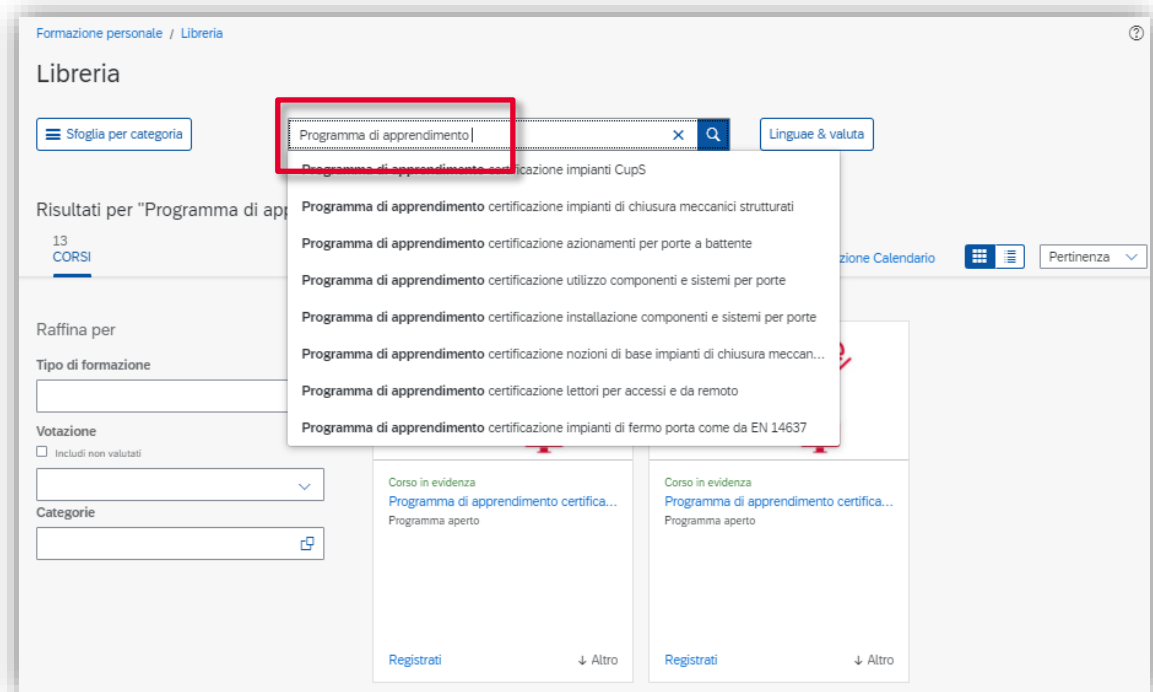 Formazione personale / Libreria
Libreria
Sfoglia per categoria
Programma di apprendimento
Linguae & valuta
Programma di apprendimento certificazione impianti CupS
Programma di apprendimento certificazione impianti di chiusura meccanici strutturati
Programma di apprendimento certificazione azionamenti per porte a battente
Programma di apprendimento certificazione utilizzo componenti e sistemi per porte
Programma di apprendimento certificazione installazione componenti e sistemi per porte
Programma di apprendimento certificazione nozioni di base impianti di chiusura meccan...
Programma di apprendimento certificazione lettori per accessi e da remoto
Programma di apprendimento certificazione impianti di fermo porta come da EN 14637
Risultati per "Programma di app
13
CORSI
zione Calendario
Pertinenza
Raffina per
Tipo di formazione
Votazione
Includi non valutati
Categorie
Corso in evidenza
Programma di apprendimento certifica...
Programma aperto
Registrati
Altro
Corso in evidenza
Programma di apprendimento certifica...
Programma aperto
Registrati
Altro